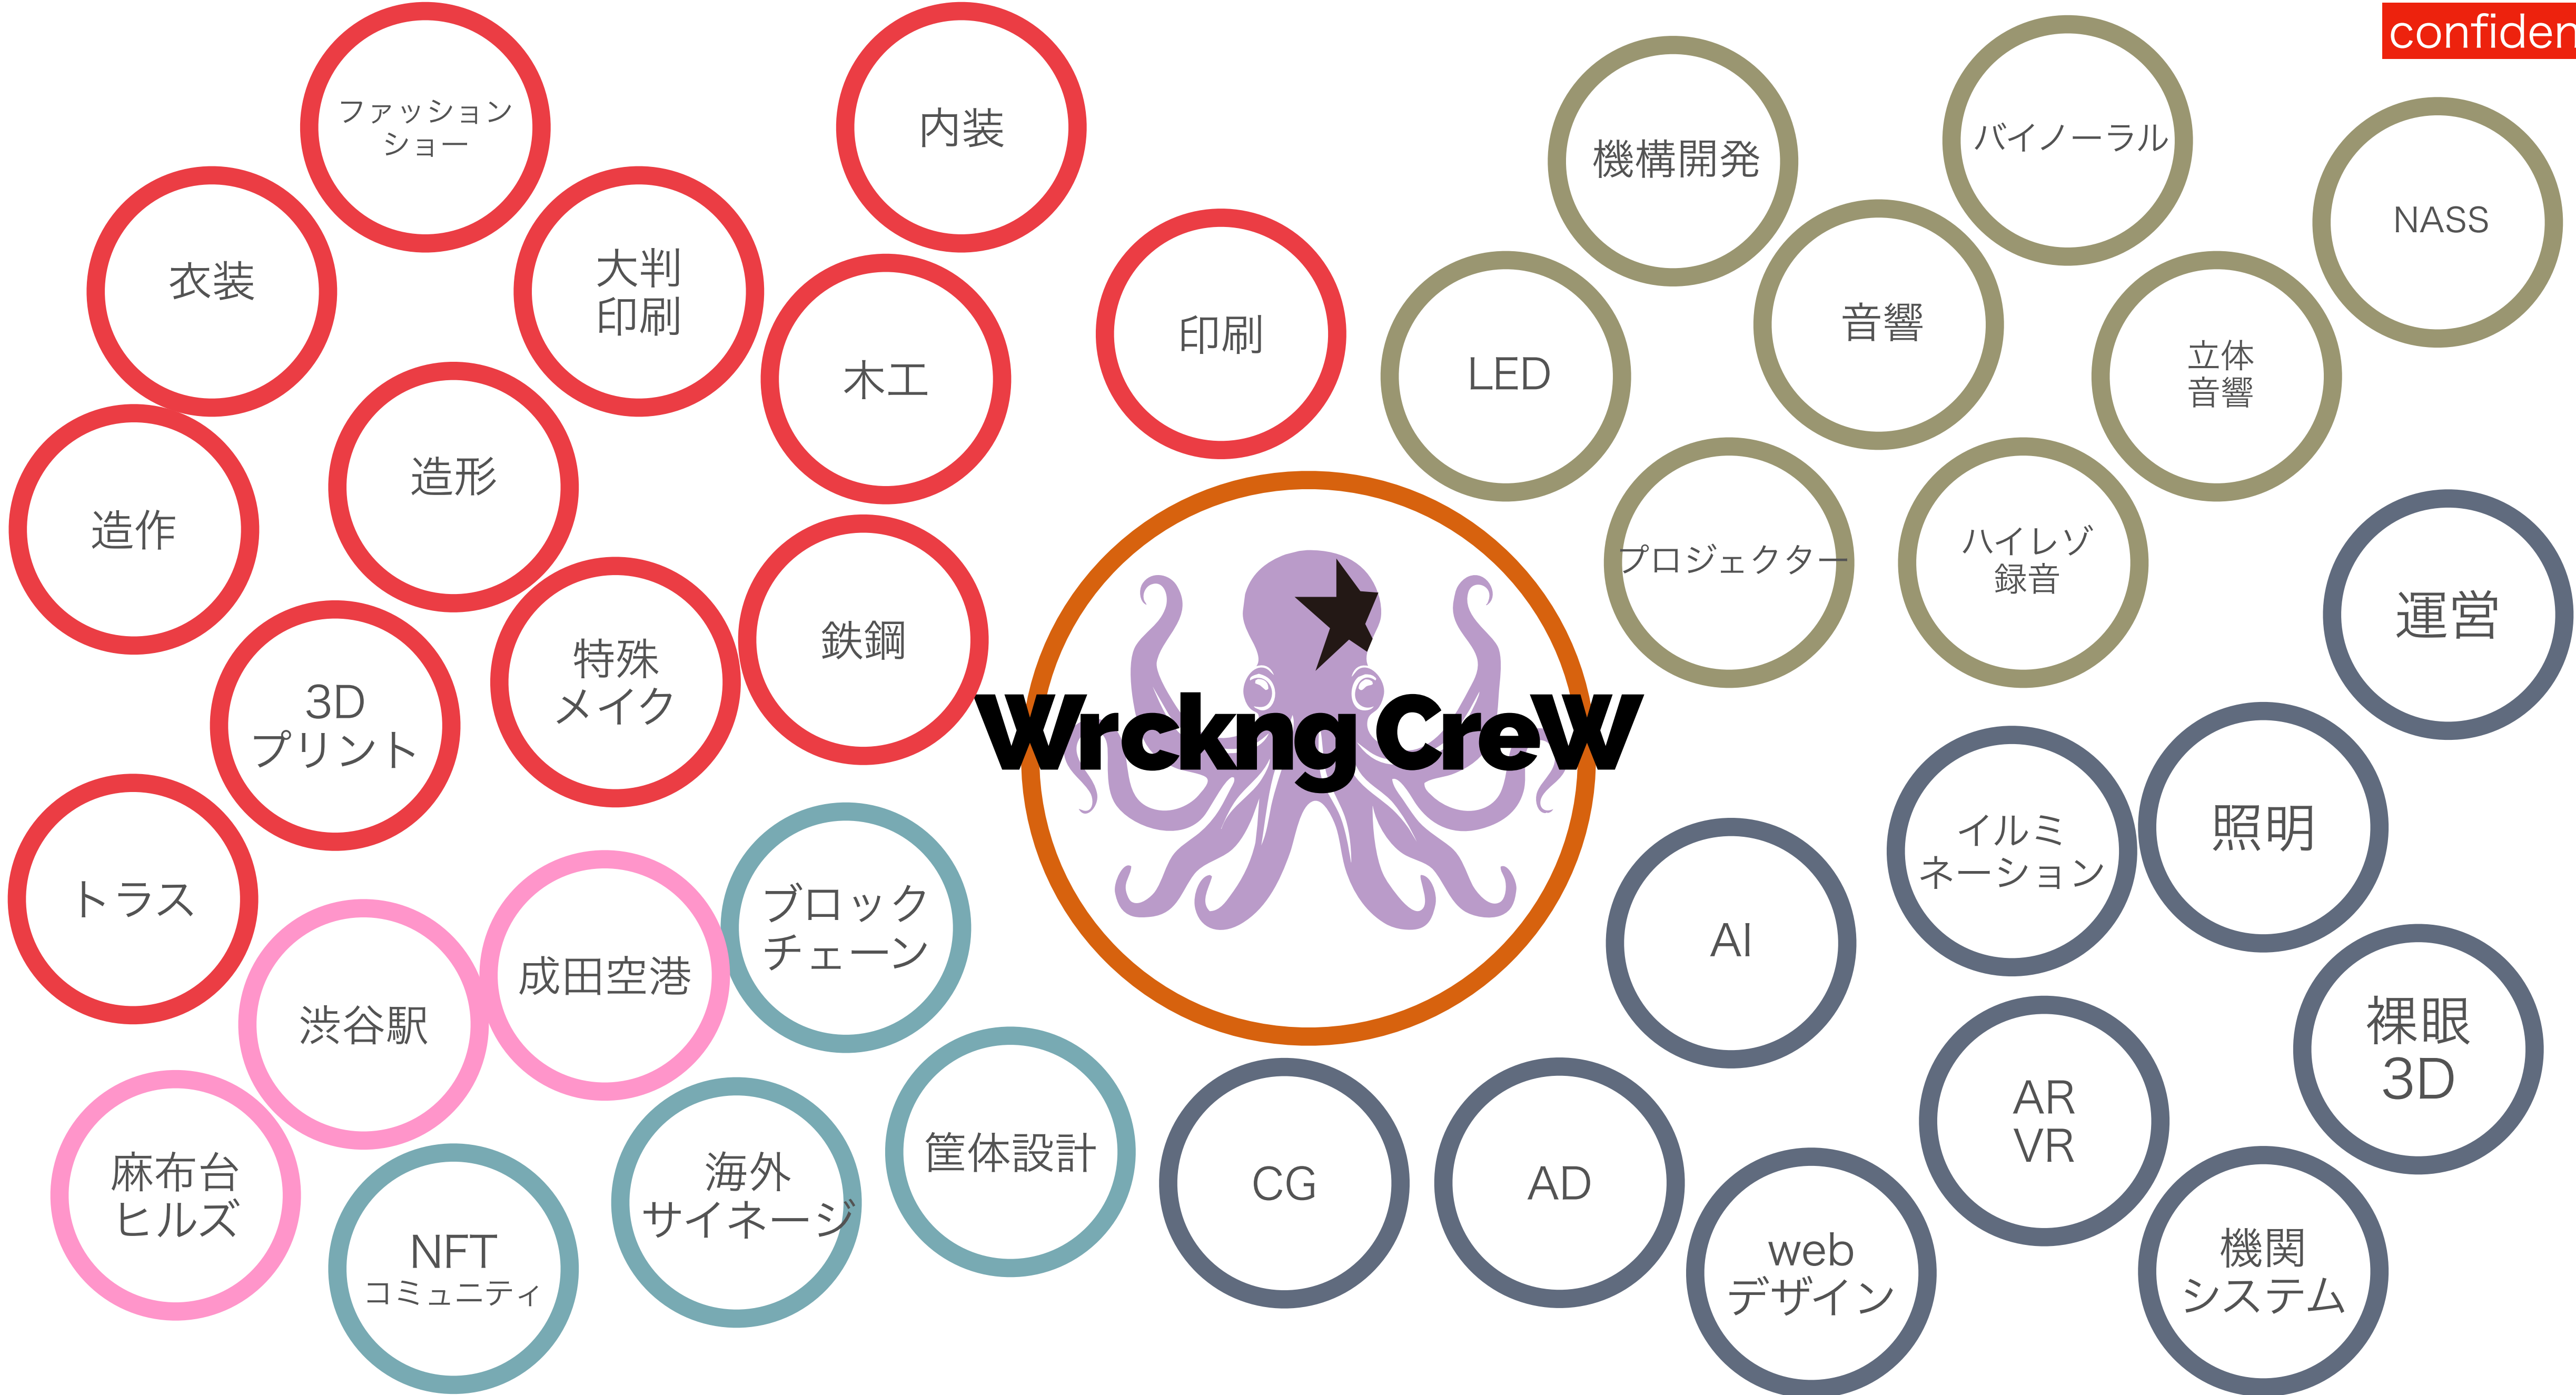 confiden
ファッション
ショー
内装
機構開発
バイノーラル
NASS
衣装
大判
印刷
木工
印刷
LED
音響
立体
音響
造作
造形
特殊
メイク
鉄鋼
プロジェクター
ハイレゾ
録音
運営
3D
プリント
Wrckng CreW
イルミ
ネーション
照明
トラス
渋谷駅
成田空港
ブロック
チェーン
AI
裸眼
3D
麻布台
ヒルズ
NFT
コミュニティ
海外
サイネージ
筐体設計
CG
AD
web
デザイン
AR
VR
機関
システム